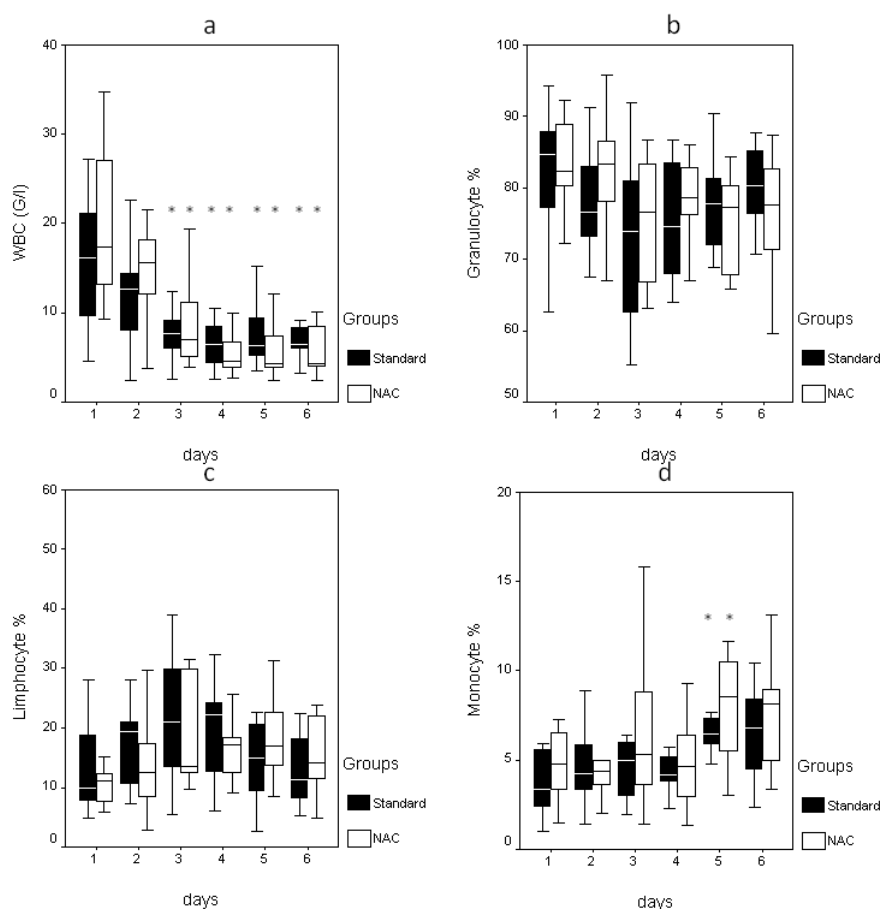 a
40
30
20
10
0
WBC (G/l)
* * * * * * * *
1 2 3 4 5 6
days
Groups
Standard
NAC
b
100
90
80
70
60
50
Granulocyte %
1 2 3 4 5 6
days
Groups
Standard
NAC
c
60
50
40
30
20
10
0
Limphocyte %
1 2 3 4 5 6
days
Groups
Standard
NAC
d
20
15
10
5
0
Monocyte %
* *
1 2 3 4 5 6
days
Groups
Standard
NAC